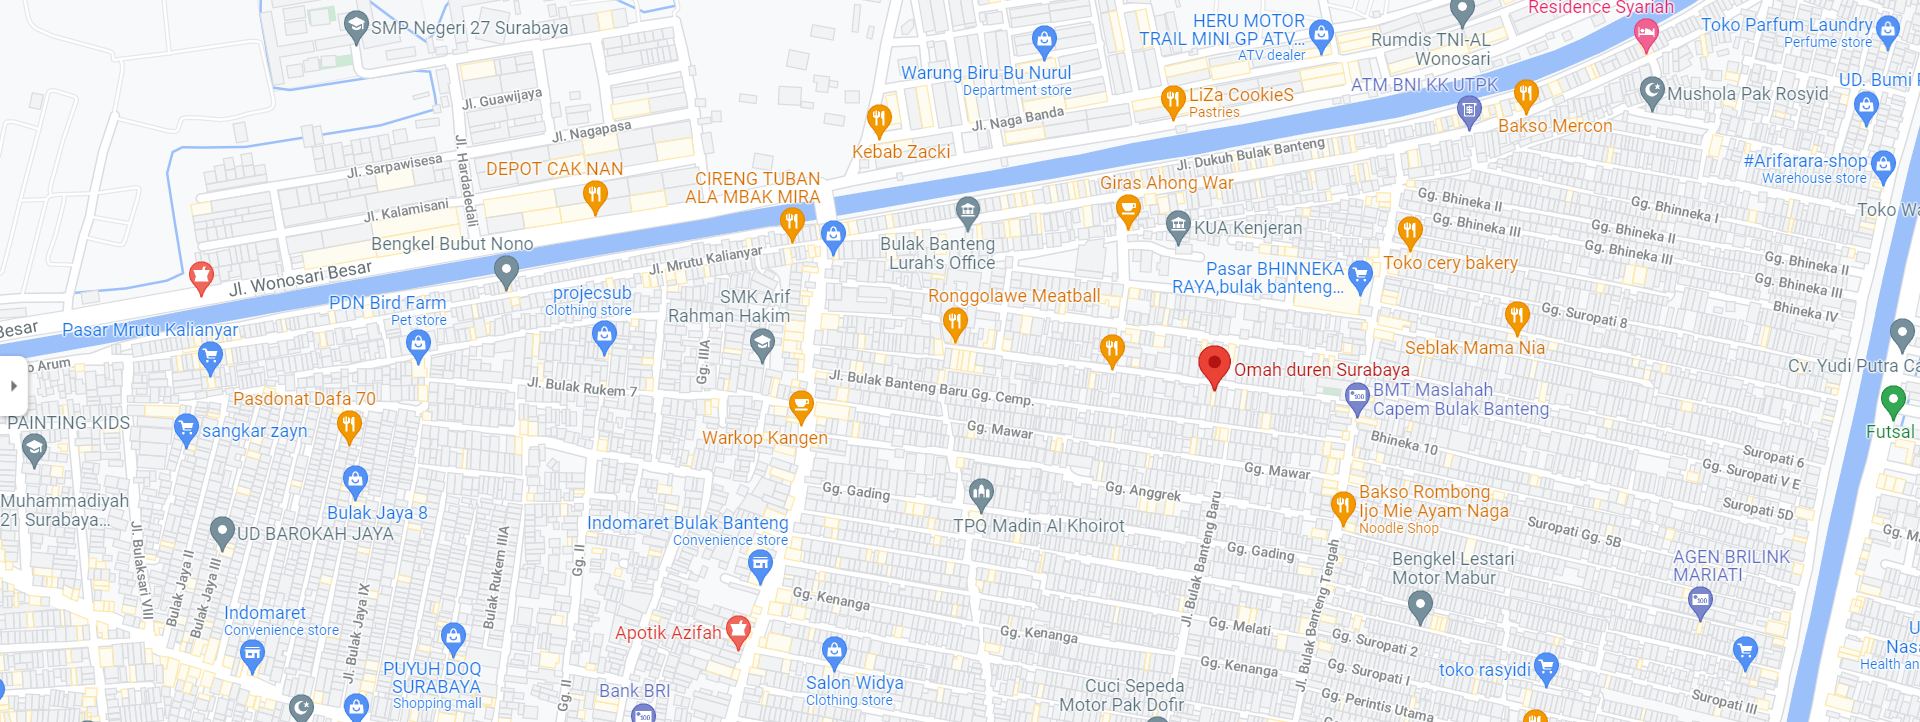 SMP Negeri 27 Surabaya
HERU MOTOR
TRAIL MINI GP ATV...
ATV dealer
Residence Syariah
Rumdis TNI-AL
Wonosari
Toko Parfum Laundry
Perfume store
Warung Biru Bu Nurul
Department store
LiZa CookieS
Pastries
ATM BNI KK UTPK
Bakso Mercon
Mushola Pak Rosyid
UD. Bumi
Jl. Guawijaya
Jl. Nagapasa
Jl. Naga Banda
Kebab Zacki
Jl. Sarpawisesa
Jl. Hardadedali
DEPOT CAK NAN
CIRENG TUBAN
ALA MBAK MIRA
Jl. Dukuh Bulak Banteng
Giras Ahong War
#Arifarara-shop
Warehouse store
Jl. Kalamisani
Bengkel Bubut Nono
Bulak Banteng
Lurah's Office
KUA Kenjeran
Gg. Bhineka II
Gg. Bhinneka I
Gg. Bhineka III
Gg. Bhineka II
Gg. Bhineka III
Gg. Bhineka II
Gg. Bhineka III
Bhineka IV
Toko
Jl. Wonosari Besar
Jl. Mrutu Kalianyar
Pasar BHINNEKA
RAYA,bulak banteng...
Toko cery bakery
PDN Bird Farm
Pet store
projecsub
Clothing store
SMK Arif
Rahman Hakim
Ronggolawe Meatball
Gg. Suropati 8
Besar
Pasar Mrutu Kalianyar
o Arum
Gg. IIIA
Seblak Mama Nia
Cv. Yudi Putra
Omah duren Surabaya
BMT Maslahah
Capem Bulak Banteng
Jl. Bulak Rukem 7
Jl. Bulak Banteng Baru Gg. Cemp.
Pasdonat Dafa 70
PAINTING KIDS
sangkar zayn
Warkop Kangen
Gg. Mawar
Bhineka 10
Futsal
Suropati 6
Gg. Suropati V E
Gg. Mawar
Muhammadiyah
21 Surabaya...
Bulak Jaya 8
Gg. Gading
Gg. Anggrek
Bakso Rombong
Ijo Mie Ayam Naga
Noodle Shop
Suropati 5D
UD BAROKAH JAYA
Indomaret Bulak Banteng
Convenience store
TPQ Madin Al Khoirot
Jl. Bulak Banteng Baru
Suropati Gg. 5B
Gg. M
Jl. Bulaksari VIII
Bulak Jaya II
Bulak Jaya III
Jl. Bulak Jaya IX
Bulak Rukem IIIA
Gg. II
Gg. Gading
Jl. Bulak Banteng Tengah
Bengkel Lestari
Motor Mabur
AGEN BRILINK
MARIATI
Indomaret
Convenience store
Gg. Kenanga
Apotik Azifah
Gg. Kenanga
Gg. Melati
Gg. Suropati 2
Nasa
Health an
PUYUH DOQ
SURABAYA
Shopping mall
Gg. II
Bank BRI
Salon Widya
Clothing store
Cuci Sepeda
Motor Pak Dofir
Gg. Kenanga
Gg. Suropati I
Gg. Perintis Utama
toko rasyidi
Suropati III